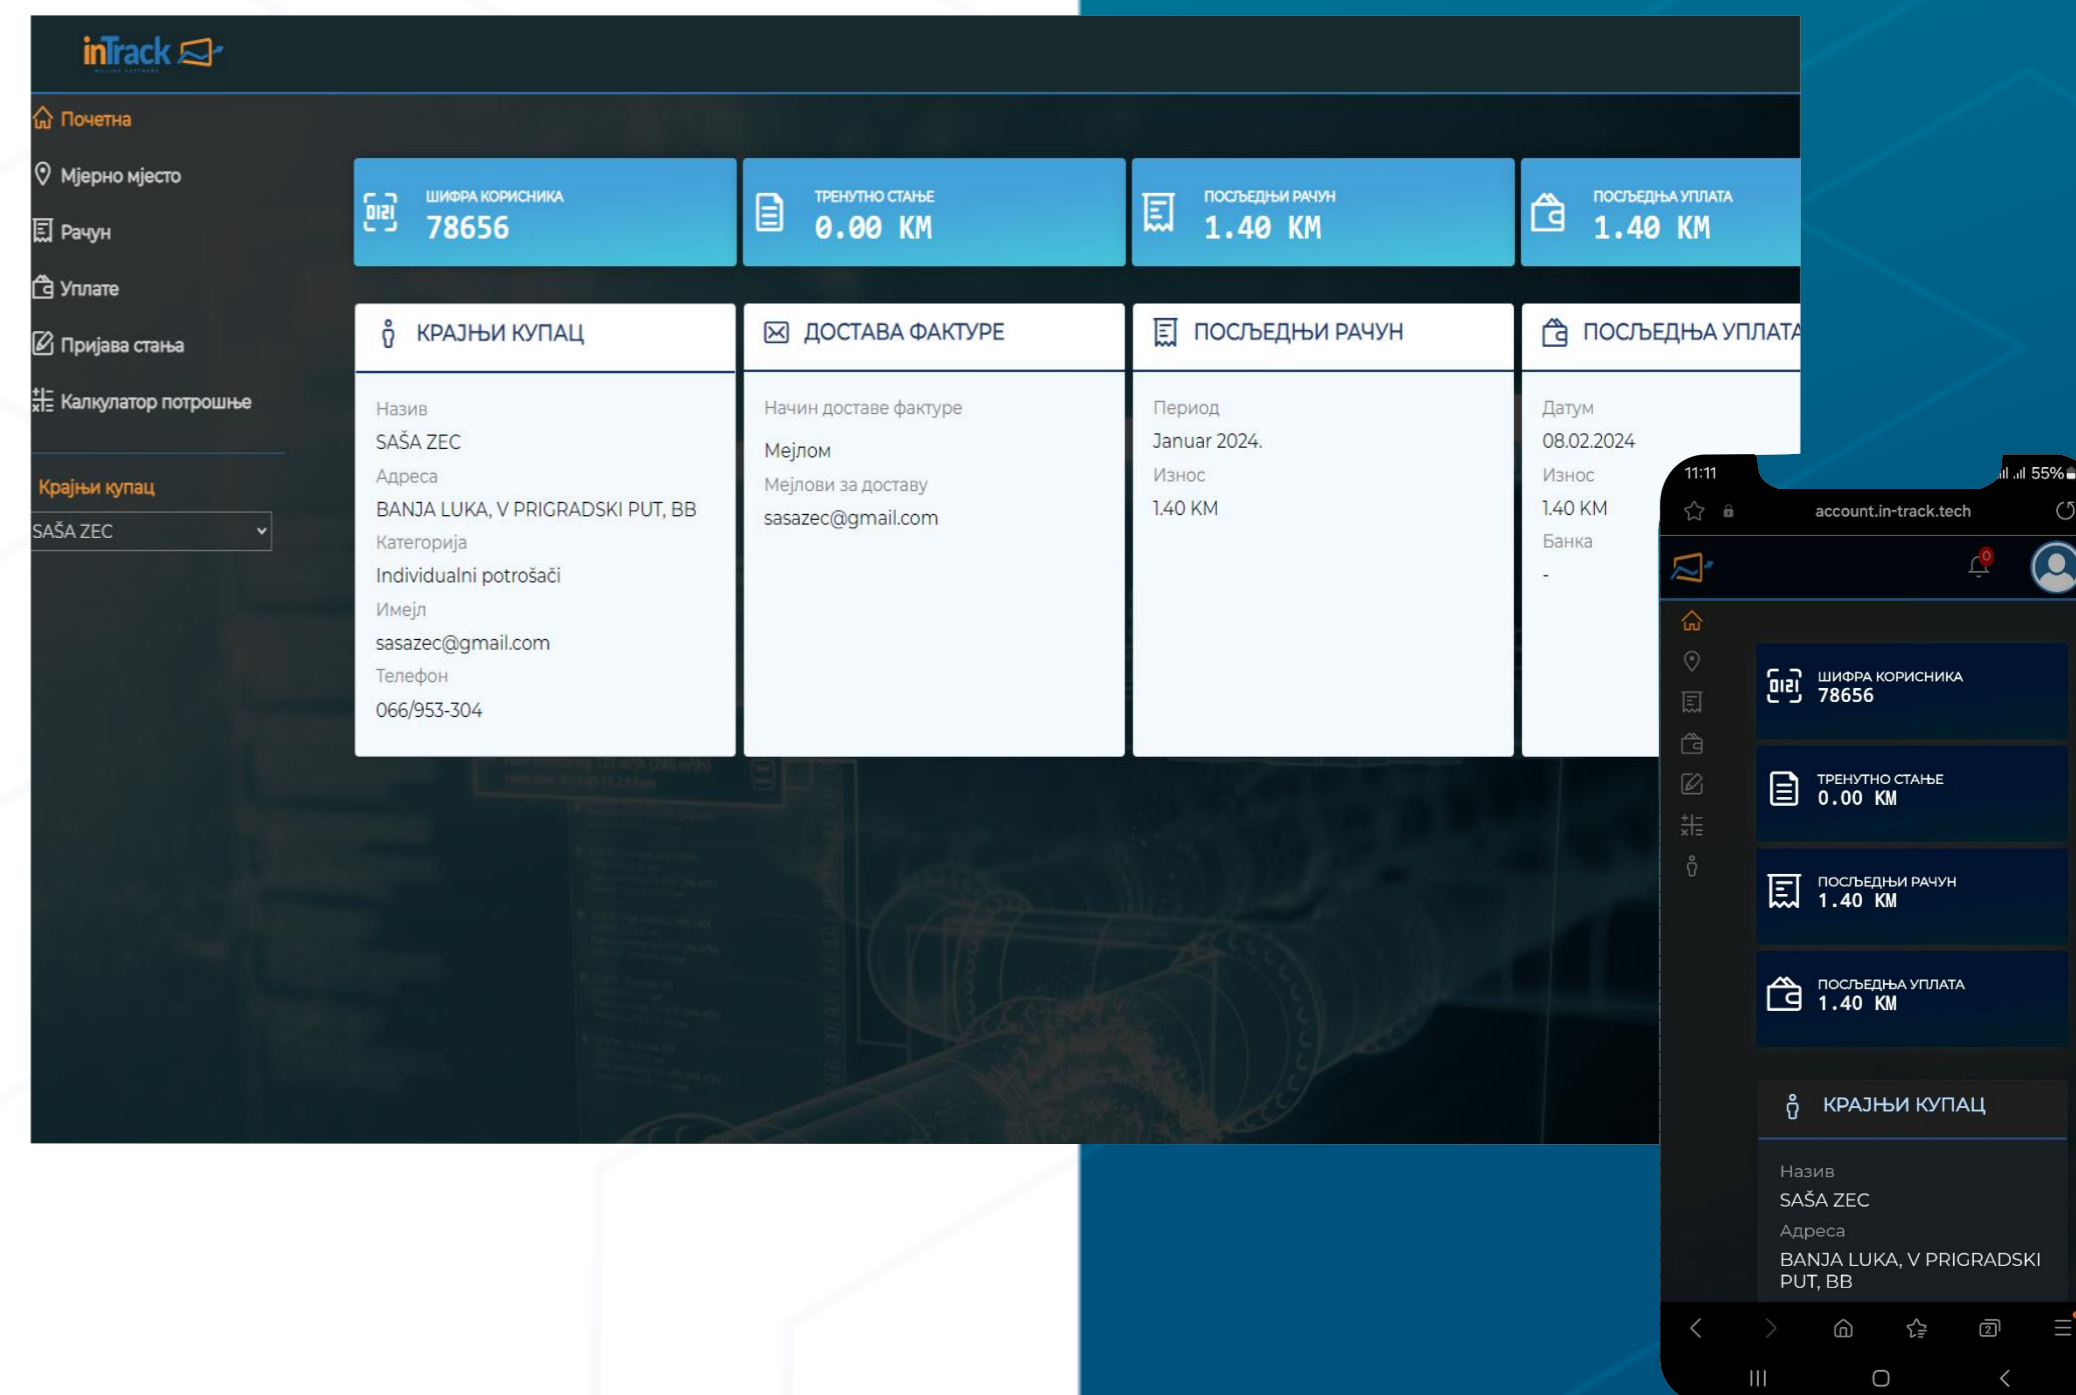 inTrack
BILLING SOFTWARE
Почетна
Мјерно мјесто
Рачун
Уплате
Пријава стања
Калкулатор потрошње
Крајњи купац
SAŠA ZEC
ШИФРА КОРИСНИКА
78656
ТРЕНУТНО СТАЊЕ
0.00 KM
ПОСЉЕДЊИ РАЧУН
1.40 KM
ПОСЉЕДЊА УПЛАТА
1.40 KM
КРАЈЊИ КУПАЦ
Назив
SAŠA ZEC
Адреса
BANJA LUKA, V PRIGRADSKI PUT, BB
Категорија
Individualni potrošači
Имејл
sasazec@gmail.com
Телефон
066/953-304
ДОСТАВА ФАКТУРЕ
Начин доставе фактуре
Мејлом
Мејлови за доставу
sasazec@gmail.com
ПОСЉЕДЊИ РАЧУН
Период
Januar 2024.
Износ
1.40 KM
ПОСЉЕДЊА УПЛАТА
Датум
08.02.2024
Износ
1.40 KM
Банка
-
11:11
55%
account.in-track.tech
0
ШИФРА КОРИСНИКА
78656
ТРЕНУТНО СТАЊЕ
0.00 KM
ПОСЉЕДЊИ РАЧУН
1.40 KM
ПОСЉЕДЊА УПЛАТА
1.40 KM
КРАЈЊИ КУПАЦ
Назив
SAŠA ZEC
Адреса
BANJA LUKA, V PRIGRADSKI
PUT, BB
2